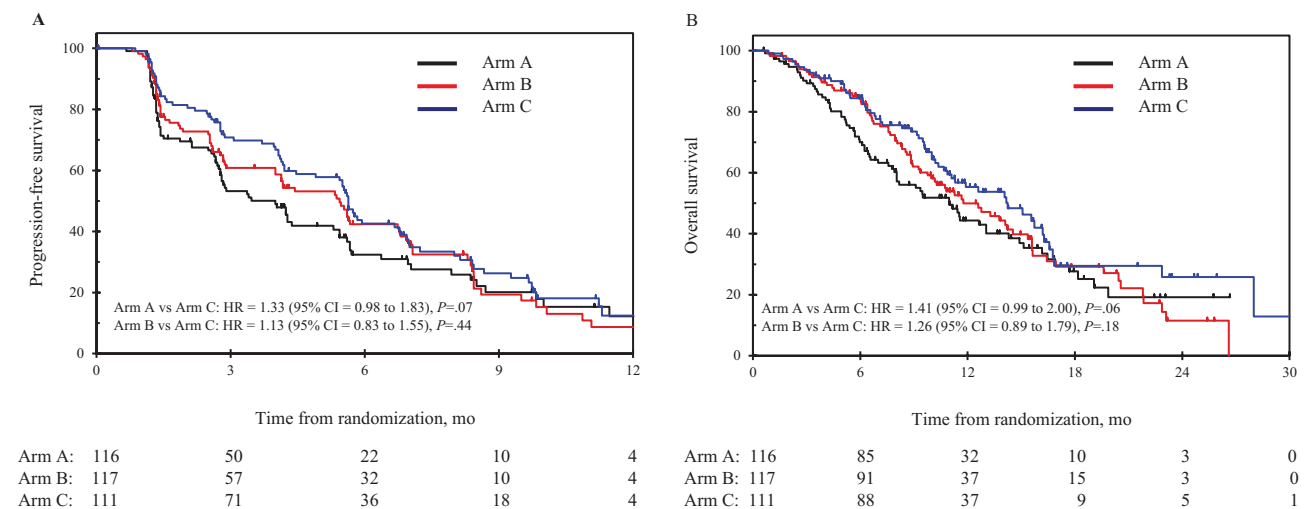 A
Progression-free survival
100
80
60
40
20
0
Arm A
Arm B
Arm C
Arm A vs Arm C: HR = 1.33 (95% CI = 0.98 to 1.83), P=.07
Arm B vs Arm C: HR = 1.13 (95% CI = 0.83 to 1.55), P=.44
0 3 6 9 12
Time from randomization, mo
Arm A: 116 50 22 10 4
Arm B: 117 57 32 10 4
Arm C: 111 71 36 18 4
B
Overall survival
100
80
60
40
20
0
Arm A
Arm B
Arm C
Arm A vs Arm C: HR = 1.41 (95% CI = 0.99 to 2.00), P=.06
Arm B vs Arm C: HR = 1.26 (95% CI = 0.89 to 1.79), P=.18
0 6 12 18 24 30
Time from randomization, mo
Arm A: 116 85 32 10 3 0
Arm B: 117 91 37 15 3 0
Arm C: 111 88 37 9 5 1